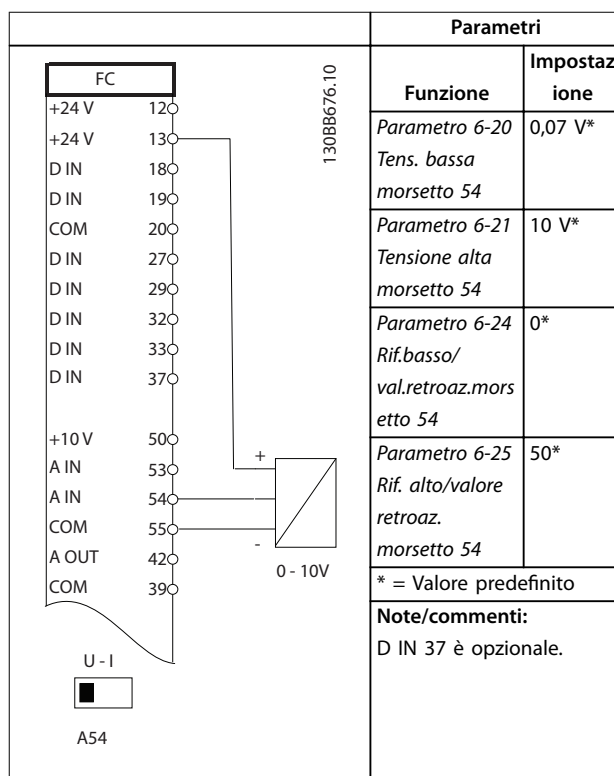 FC
+24 V 12
+24 V 13
D IN 18
D IN 19
COM 20
D IN 27
D IN 29
D IN 32
D IN 33
D IN 37
+10 V 50
A IN 53
A IN 54
COM 55
A OUT 42
COM 39
+
-
0 - 10V
U - I
A54
130BB676.10
Parametri
Funzione
Impostaz
ione
Parametro 6-20 0,07 V*
Tens. bassa
morsetto 54
Parametro 6-21 10 V*
Tensione alta
morsetto 54
Parametro 6-24 0*
Rif.basso/
val.retroaz.mors
etto 54
Parametro 6-25 50*
Rif. alto/valore
retroaz.
morsetto 54
* = Valore predefinito
Note/commenti:
D IN 37 è opzionale.